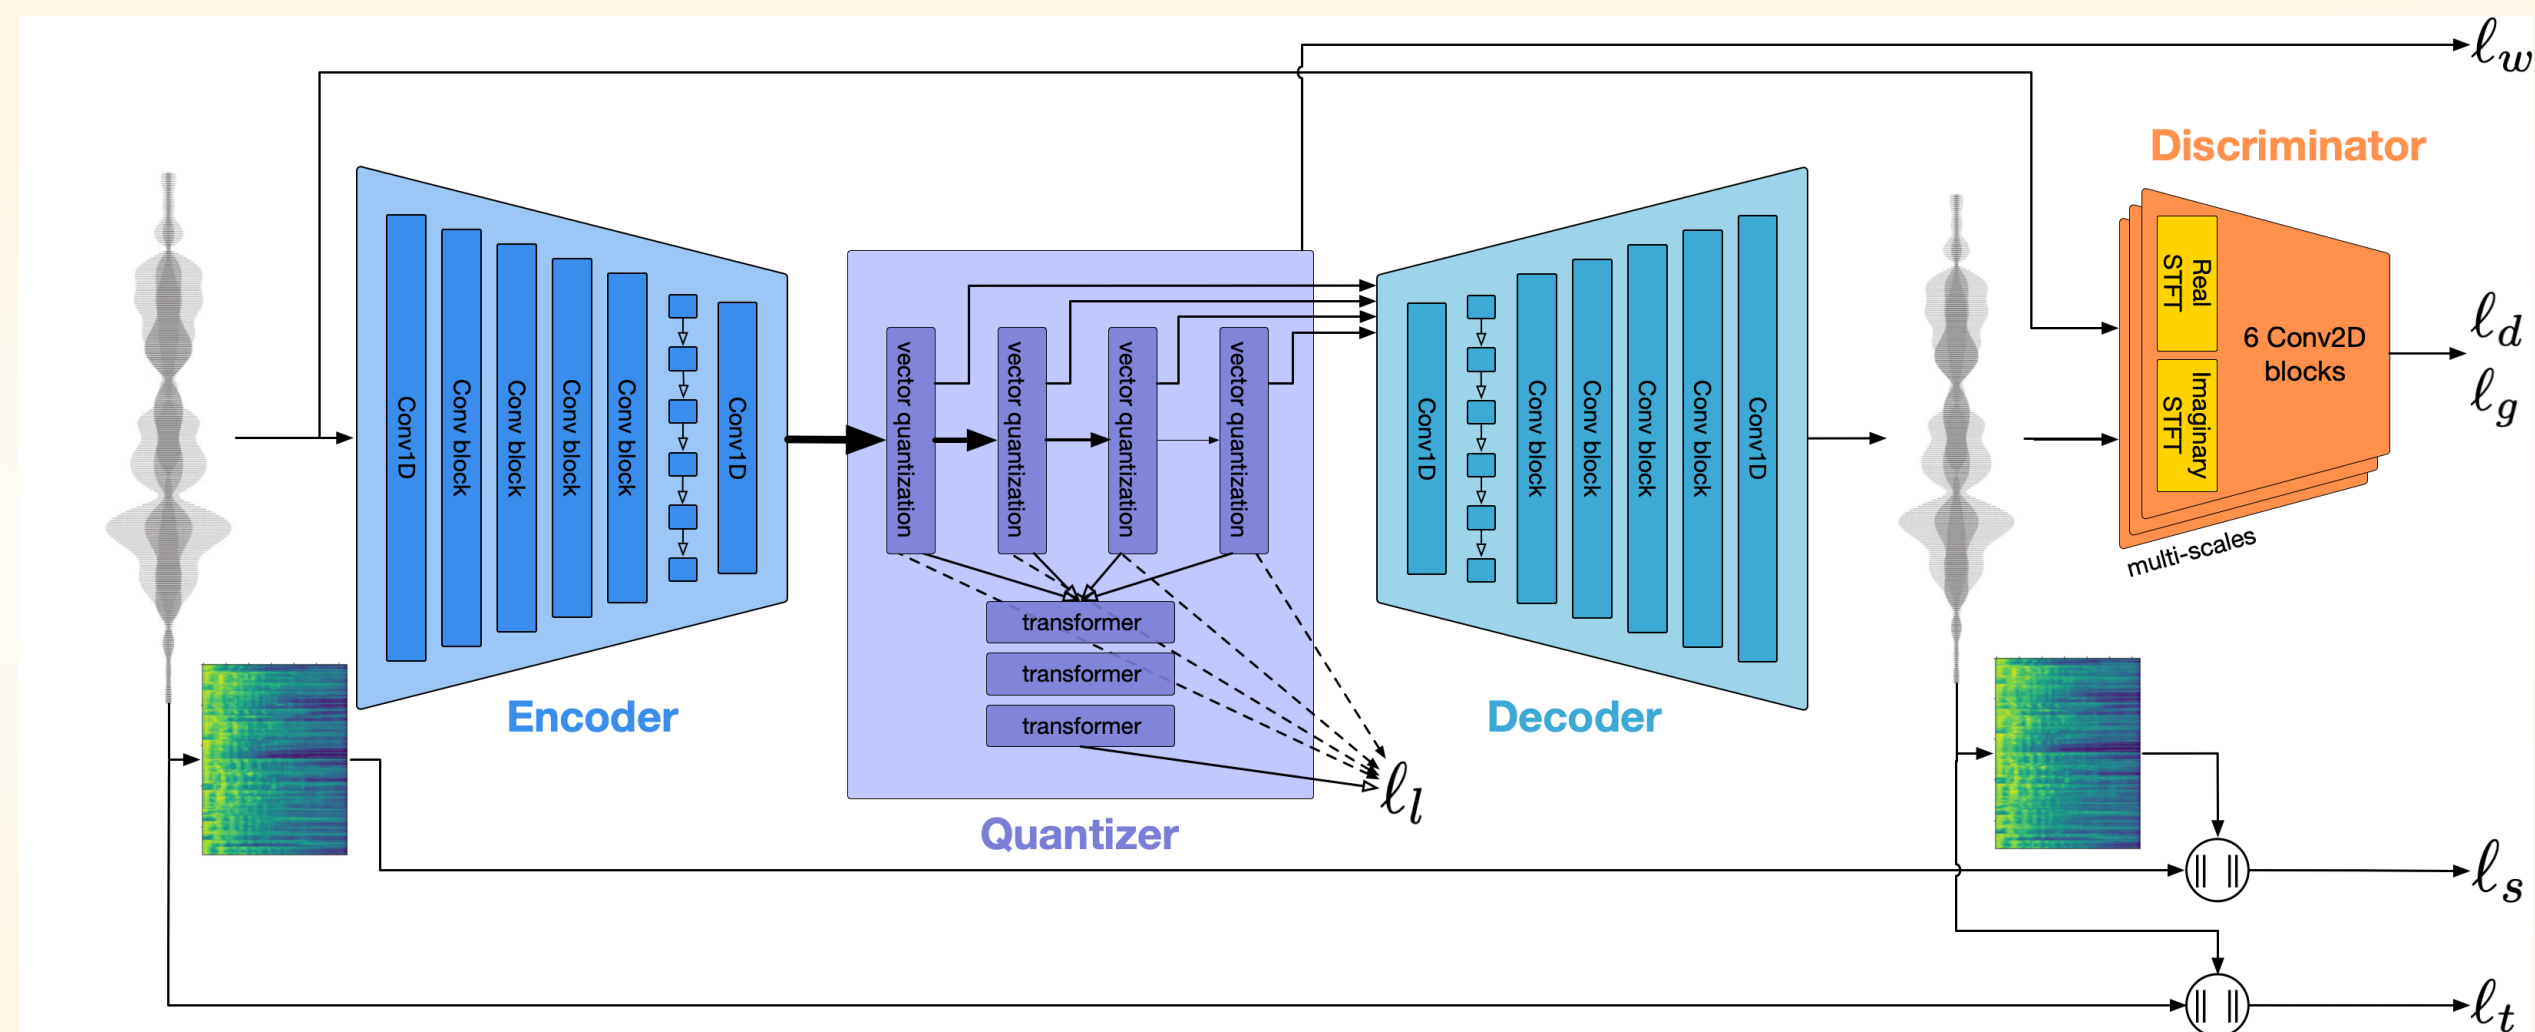 ℓw
Discriminator
Conv1D
Conv block
Conv block
Conv block
Conv block
Conv1D
Encoder
vector quantization
vector quantization
vector quantization
vector quantization
transformer
transformer
transformer
Quantizer
ℓl
Conv1D
Conv block
Conv block
Conv block
Conv block
Conv1D
Decoder
Real
STFT
Imaginary
STFT
6 Conv2D
blocks
multi-scales
ℓd
ℓg
|| ||
ℓs
|| ||
ℓt